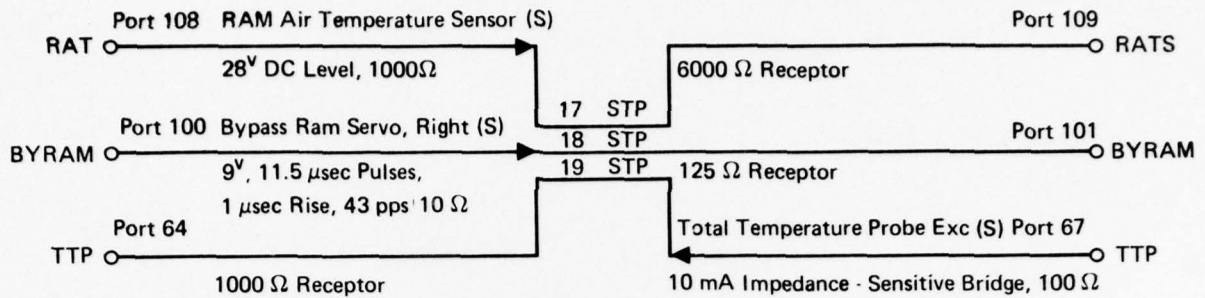 Port 108 RAM Air Temperature Sensor (S) Port 109
RAT RATS
28V DC Level, 1000Ω 6000 Ω Receptor
17 STP
Port 100 Bypass Ram Servo, Right (S) 18 STP Port 101
BYRAM BYRAM
9V, 11.5 μsec Pulses, 19 STP 125 Ω Receptor
1 μsec Rise, 43 pps 10 Ω
Port 64 Total Temperature Probe Exc (S) Port 67
TTP TTP
1000 Ω Receptor 10 mA Impedance - Sensitive Bridge, 100 Ω